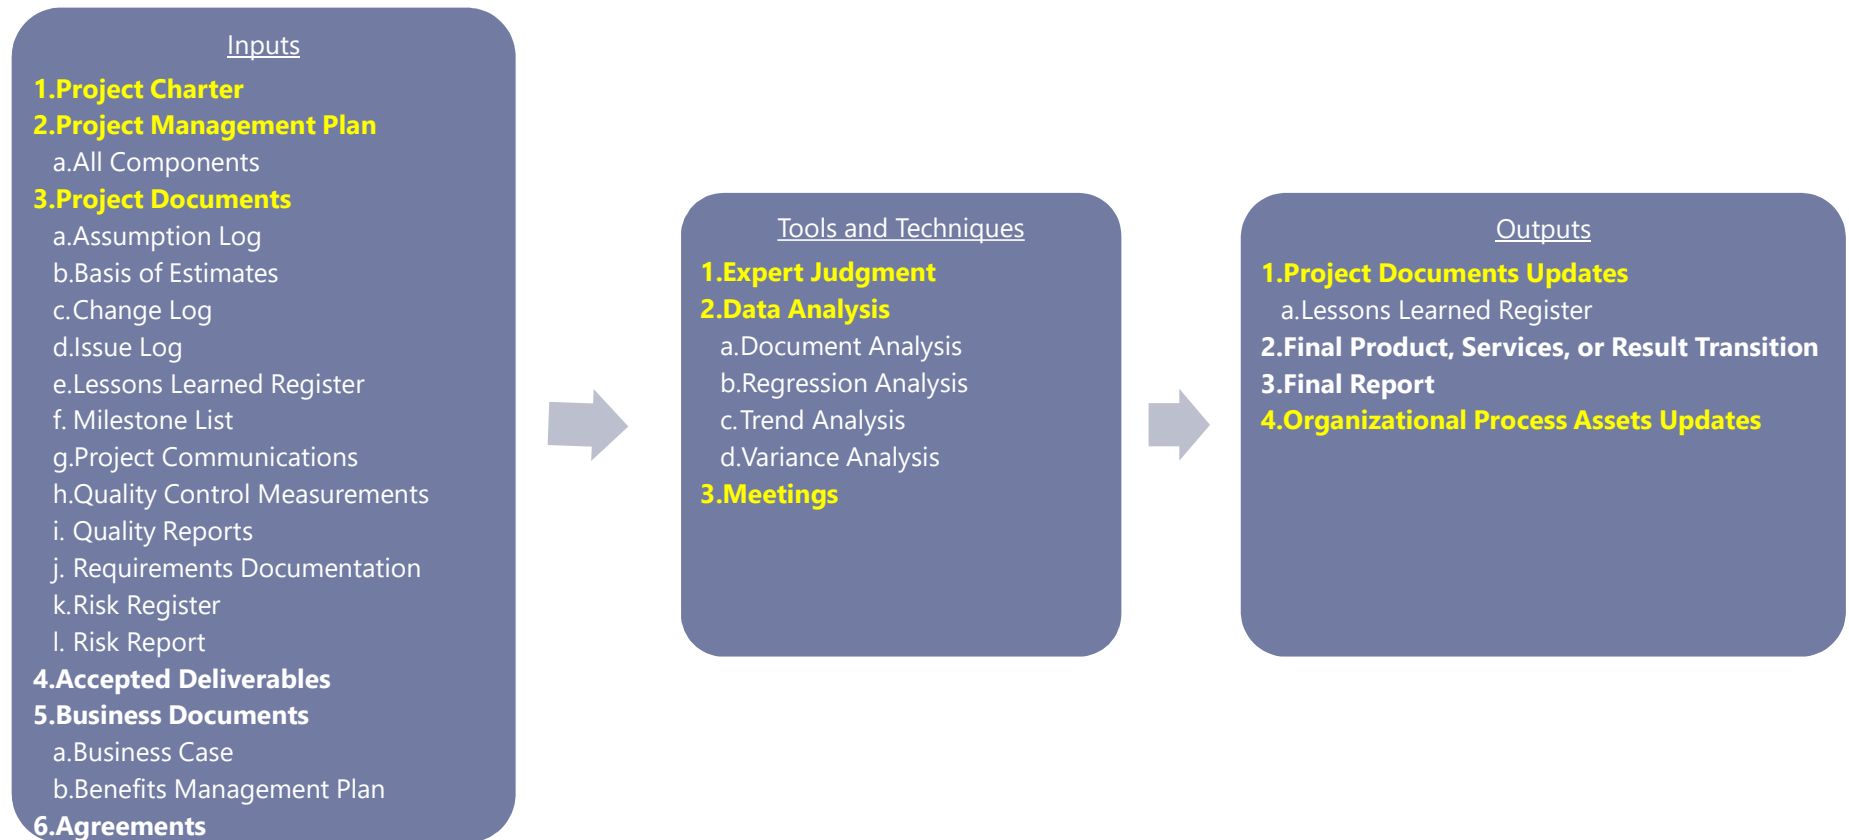 Inputs
1.Project Charter
2.Project Management Plan
a.All Components
3.Project Documents
a.Assumption Log
b.Basis of Estimates
c.Change Log
d.Issue Log
e.Lessons Learned Register
f. Milestone List
g.Project Communications
h.Quality Control Measurements
i. Quality Reports
j. Requirements Documentation
k.Risk Register
l. Risk Report
4.Accepted Deliverables
5.Business Documents
a.Business Case
b.Benefits Management Plan
6.Agreements
Tools and Techniques
1.Expert Judgment
2.Data Analysis
a.Document Analysis
b.Regression Analysis
c.Trend Analysis
d.Variance Analysis
3.Meetings
Outputs
1.Project Documents Updates
a.Lessons Learned Register
2.Final Product, Services, or Result Transition
3.Final Report
4.Organizational Process Assets Updates